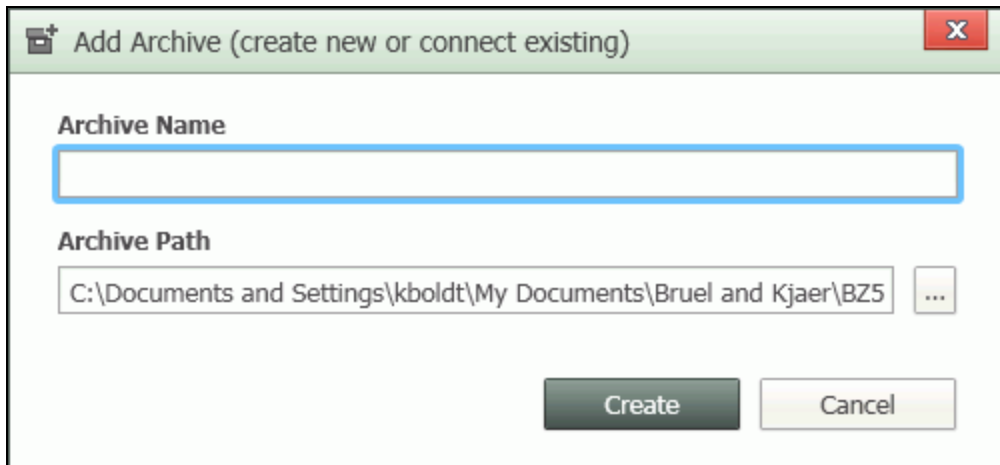 Add Archive (create new or connect existing)
Archive Name
Archive Path
C:\Documents and Settings\kboldt\My Documents\Bruel and Kjaer\BZ5
...
Create
Cancel